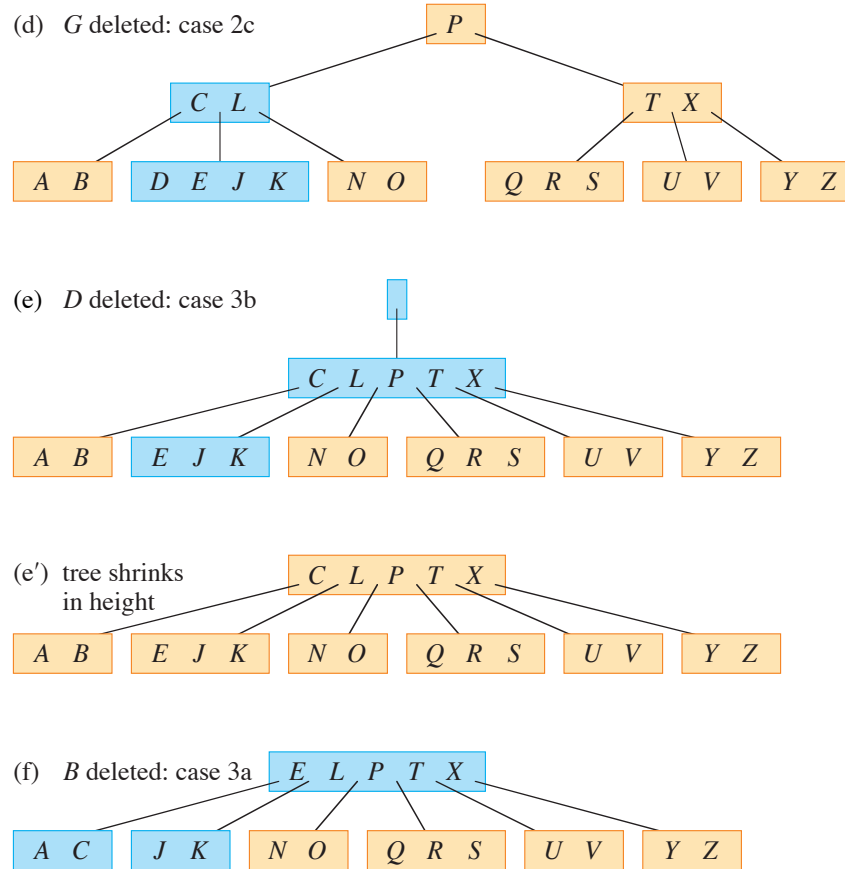 (d) G deleted: case 2c P
C L T X
A B D E J K N O Q R S U V Y Z
(e) D deleted: case 3b
C L P T X
A B E J K N O Q R S U V Y Z
(e′) tree shrinks C L P T X
in height
A B E J K N O Q R S U V Y Z
(f) B deleted: case 3a E L P T X
A C J K N O Q R S U V Y Z